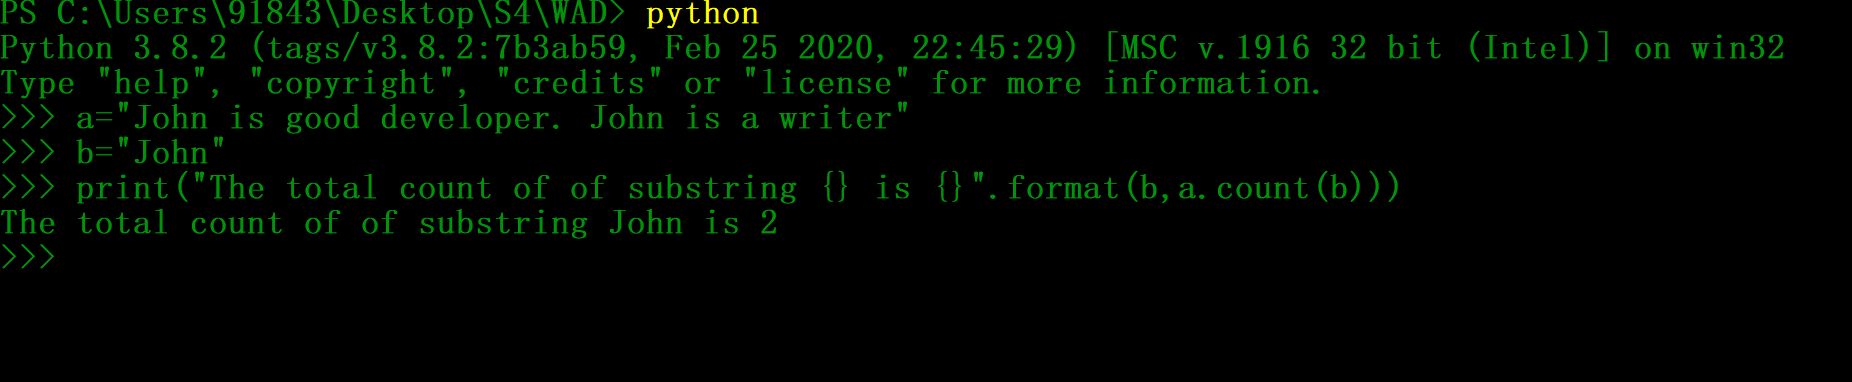 PS C:\Users\91843\Desktop\S4\WAD> python
Python 3.8.2 (tags/v3.8.2:7b3ab59, Feb 25 2020, 22:45:29) [MSC v.1916 32 bit (Intel)] on win32
Type "help", "copyright", "credits" or "license" for more information.
>>> a="John is good developer. John is a writer"
>>> b="John"
>>> print("The total count of of substring {} is {}".format(b,a.count(b)))
The total count of of substring John is 2
>>>